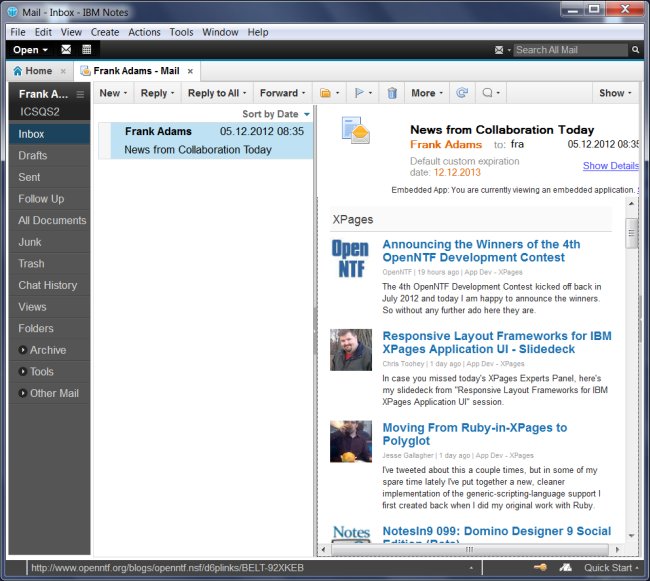 Mail - Inbox - IBM Notes
File Edit View Create Actions Tools Window Help
Open
Search All Mail
Home
Frank Adams - Mail
Frank A...
ICSQS2
Inbox
Drafts
Sent
Follow Up
All Documents
Junk
Trash
Chat History
Views
Folders
Archive
Tools
Other Mail
New Reply Reply to All Forward More Show
Sort by Date
Frank Adams 05.12.2012 08:35
News from Collaboration Today
News from Collaboration Today
Frank Adams to: fra 05.12.2012 08:35
Default custom expiration
date: 12.12.2013
Show Details
Embedded App: You are currently viewing an embedded application.
XPages
Open
NTF
Announcing the Winners of the 4th
OpenNTF Development Contest
OpenNTF | 19 hours ago | App Dev - XPages
The 4th OpenNTF Development Contest kicked off back in
July 2012 and today I am happy to announce the winners.
So without any further ado here they are.
Responsive Layout Frameworks for IBM
XPages Application UI - Slidedeck
Chris Toohey | 1 day ago | App Dev - XPages
In case you missed today's XPages Experts Panel, here's
my slidedeck from "Responsive Layout Frameworks for IBM
XPages Application UI" session.
Moving From Ruby-in-XPages to
Polyglot
Jesse Gallagher | 1 day ago | App Dev - XPages
I've tweeted about this a couple times, but in some of my
spare time lately I've put together a new, cleaner
implementation of the generic-scripting-language support I
first created back when I did my original work with Ruby.
Notes
NotesIn9 099: Domino Designer 9 Social
Edition (Beta)
http://www.openntf.org/blogs/openntf.nsf/d6plinks/BELT-92XKEB
Quick Start